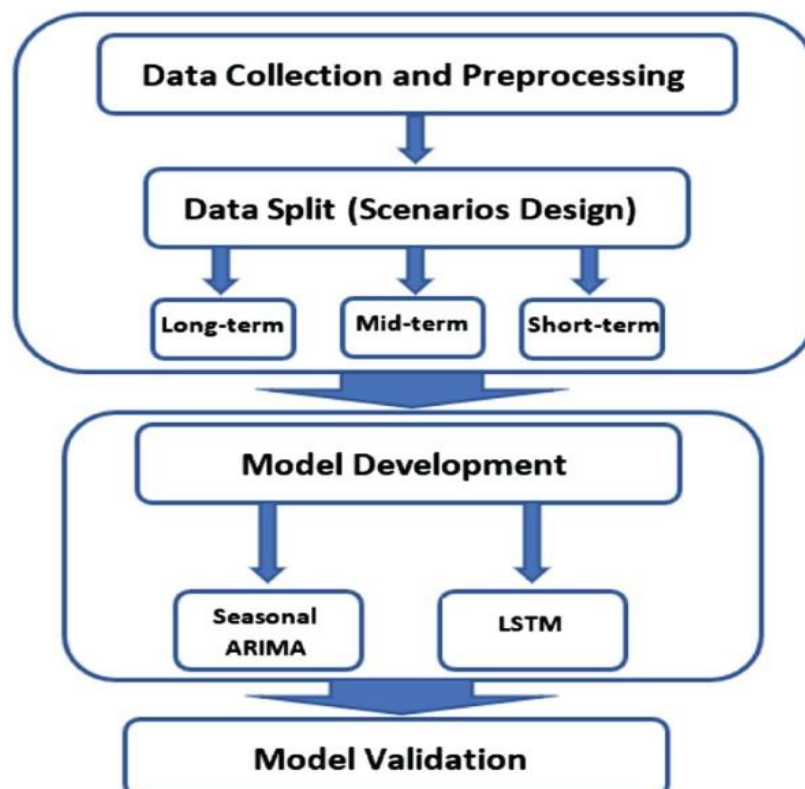 Data Collection and Preprocessing
Data Split (Scenarios Design)
Long-term
Mid-term
Short-term
Model Development
Seasonal
ARIMA
LSTM
Model Validation